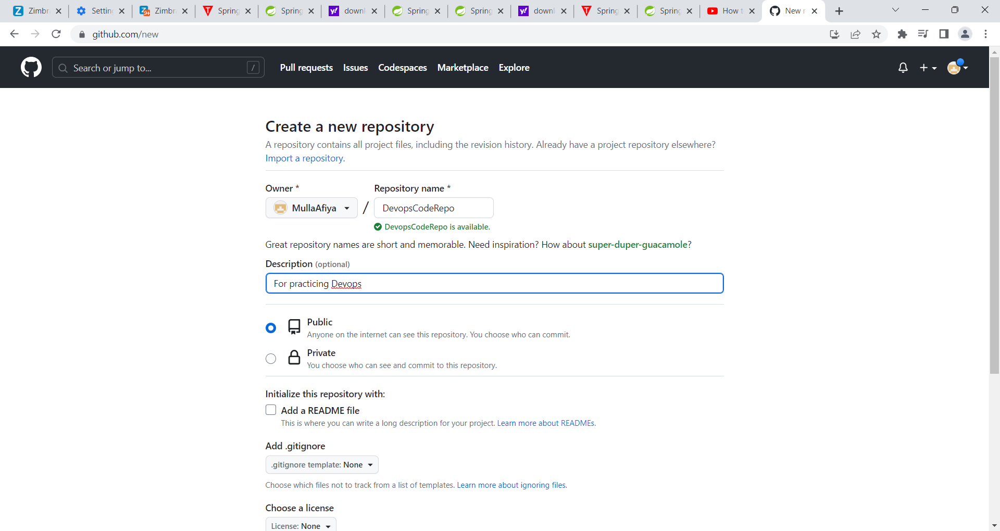 Zimbr
Settin
Zimbr
Spring
Spring
downl
Spring
Spring
downl
Spring
Spring
How t
New r
github.com/new
Search or jump to...
/
Pull requests
Issues
Codespaces
Marketplace
Explore
Create a new repository
A repository contains all project files, including the revision history. Already have a project repository elsewhere?
Import a repository.
Owner *
Repository name *
MullaAfiya
/
DevopsCodeRepo
DevopsCodeRepo is available.
Great repository names are short and memorable. Need inspiration? How about super-duper-guacamole?
Description (optional)
For practicing Devops
Public
Anyone on the internet can see this repository. You choose who can commit.
Private
You choose who can see and commit to this repository.
Initialize this repository with:
Add a README file
This is where you can write a long description for your project. Learn more about READMEs.
Add .gitignore
.gitignore template: None
Choose which files not to track from a list of templates. Learn more about ignoring files.
Choose a license
License: None